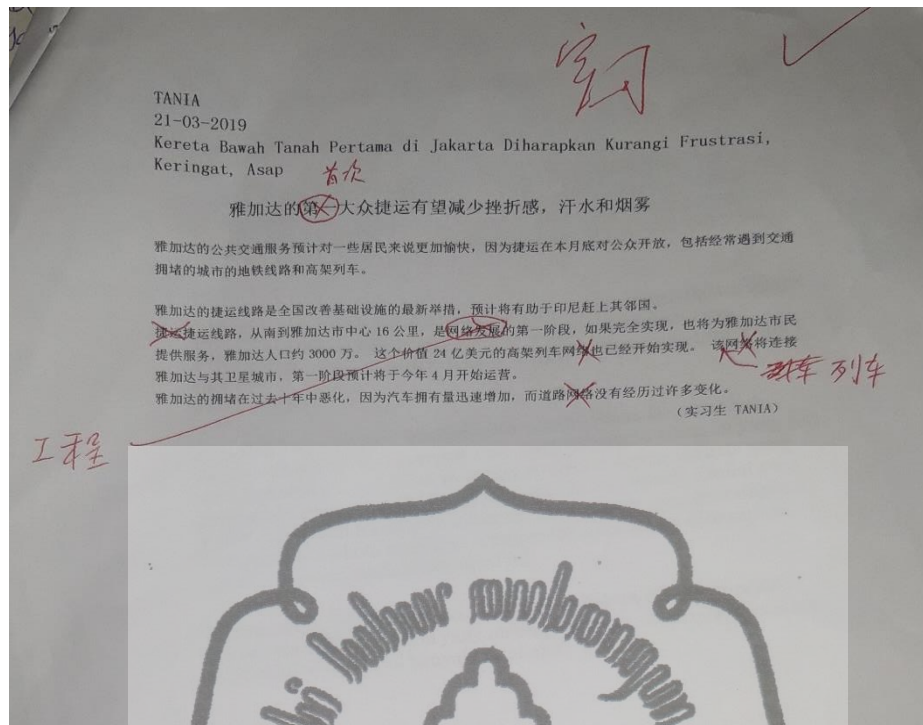 实习
TANIA
21-03-2019
Kereta Bawah Tanah Pertama di Jakarta Diharapkan Kurangi Frustrasi,
Keringat, Asap
首次
雅加达的第一大众捷运有望减少挫折感，汗水和烟雾
雅加达的公共交通服务预计对一些居民来说更加愉快，因为捷运在本月底对公众开放，包括经常遇到交通
拥堵的城市的地铁线路和高架列车。
雅加达的捷运线路是全国改善基础设施的最新举措，预计将有助于印尼赶上其邻国。
捷运捷运线路，从南到雅加达市中心 16 公里，是网络发展的第一阶段，如果完全实现，也将为雅加达市民
提供服务，雅加达人口约 3000 万。 这个价值 24 亿美元的高架列车网络也已经开始实现。 该网络将连接
列车
雅加达与其卫星城市，第一阶段预计将于今年 4 月开始运营。
雅加达的拥堵在过去十年中恶化，因为汽车拥有量迅速增加，而道路网络没有经历过许多变化。
（实习生 TANIA）
工程